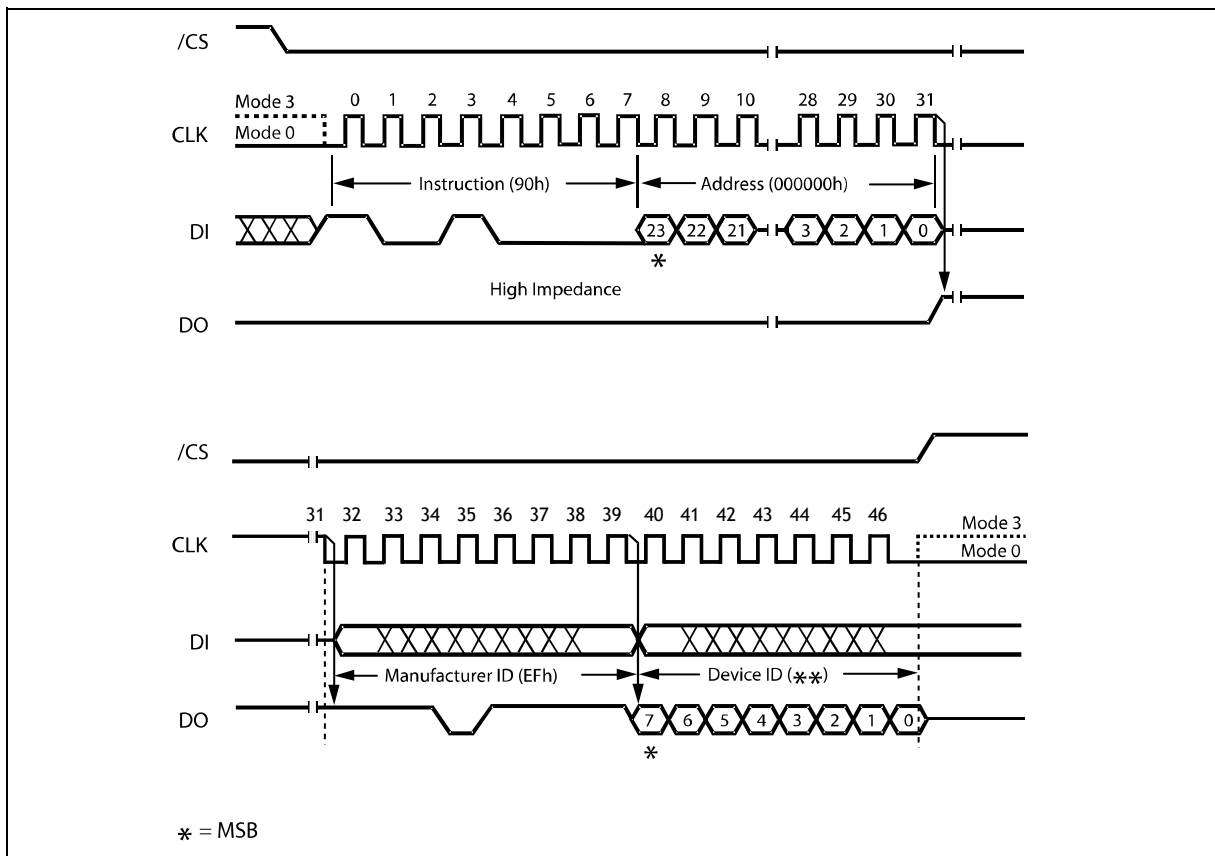 /CS
Mode 3
0 1 2 3 4 5 6 7 8 9 10 28 29 30 31
CLK
Mode 0
Instruction (90h)
Address (000000h)
DI
23 22 21 3 2 1 0
*
High Impedance
DO
/CS
31 32 33 34 35 36 37 38 39 40 41 42 43 44 45 46
Mode 3
CLK
Mode 0
DI
Manufacturer ID (EFh)
Device ID (**)
DO
7 6 5 4 3 2 1 0
*
* = MSB